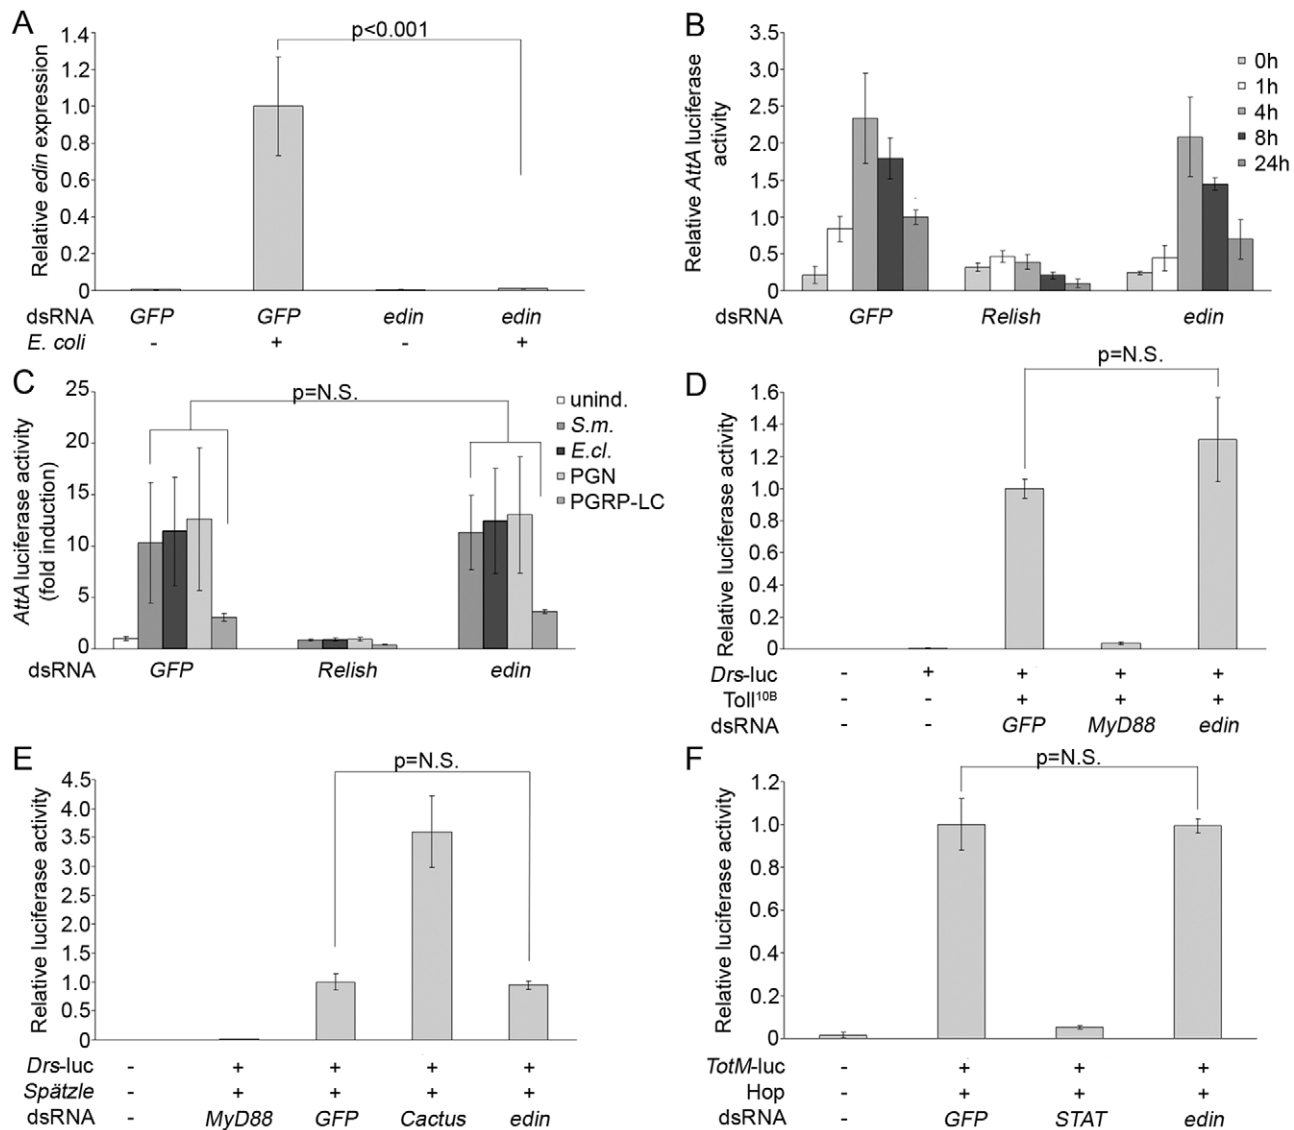 A
p<0.001
Relative edin expression
1.4
1.2
1.0
0.8
0.6
0.4
0.2
0
dsRNA GFP GFP edin edin
E. coli - + - +
B
Relative AttA luciferase
activity
3.5
3.0
2.5
2.0
1.5
1.0
0.5
0
0h
1h
4h
8h
24h
dsRNA GFP Relish edin
C
p=N.S.
AttA luciferase activity
(fold induction)
25
20
15
10
5
0
unind.
S.m.
E.cl.
PGN
PGRP-LC
dsRNA GFP Relish edin
D
p=N.S.
Relative luciferase activity
1.6
1.4
1.2
1.0
0.8
0.6
0.4
0.2
0
Drs-luc - + + + +
Toll10B - - + + +
dsRNA - - GFP MyD88 edin
E
p=N.S.
Relative luciferase activity
4.5
4.0
3.5
3.0
2.5
2.0
1.5
1.0
0.5
0
Drs-luc - + + + +
Spätzle - + + + +
dsRNA - MyD88 GFP Cactus edin
F
p=N.S.
Relative luciferase activity
1.2
1.0
0.8
0.6
0.4
0.2
0
TotM-luc - + + +
Hop - + + +
dsRNA - GFP STAT edin